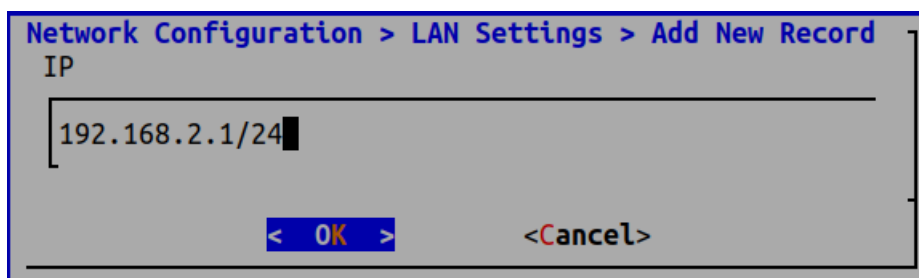 Network Configuration > LAN Settings > Add New Record
IP
192.168.2.1/24
< OK > <Cancel>